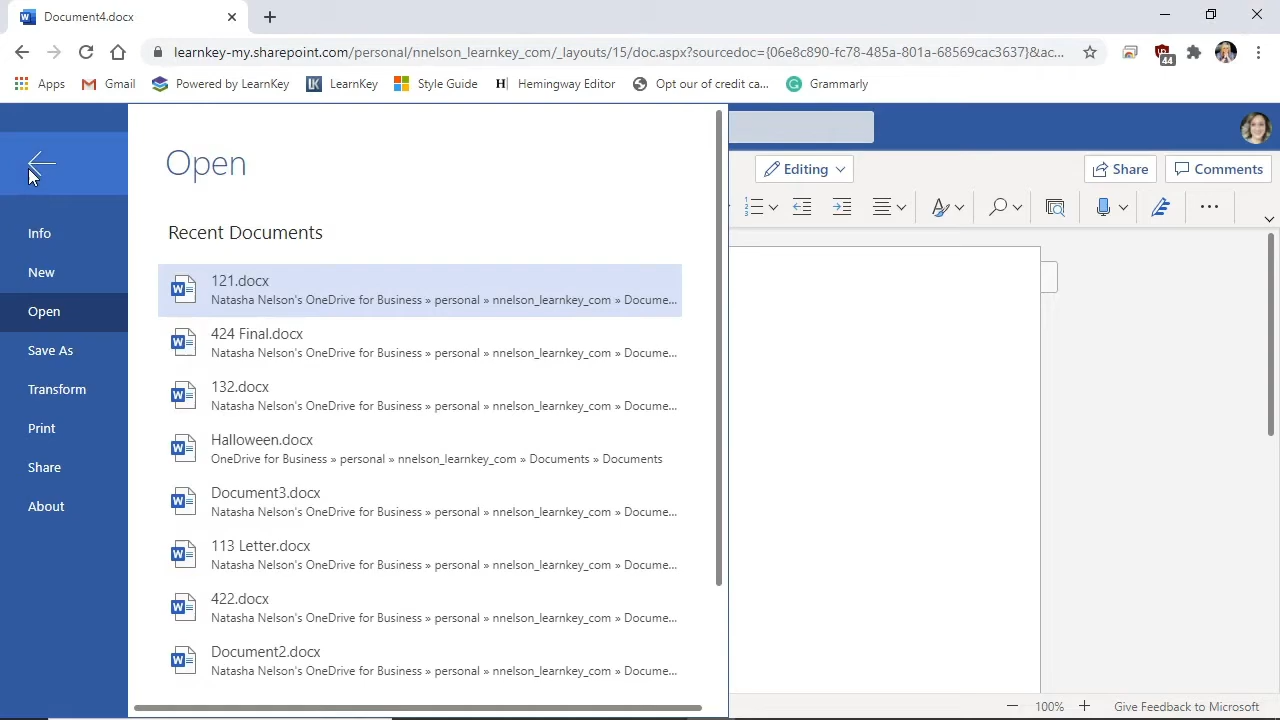 Document4.docx
learnkey-my.sharepoint.com/personal/nnelson_learnkey_com/_layouts/15/doc.aspx?sourcedoc={06e8c890-fc78-485a-801a-68569cac3637}&ac...
44
Apps
Gmail
Powered by LearnKey
LK
LearnKey
Style Guide
H
Hemingway Editor
Opt our of credit ca...
Grammarly
Open
Editing
Share
Comments
Info
New
Open
Save As
Transform
Print
Share
About
Recent Documents
121.docx
Natasha Nelson's OneDrive for Business » personal » nnelson_learnkey_com » Docume...
424 Final.docx
Natasha Nelson's OneDrive for Business » personal » nnelson_learnkey_com » Docume...
132.docx
Natasha Nelson's OneDrive for Business » personal » nnelson_learnkey_com » Docume...
Halloween.docx
OneDrive for Business » personal » nnelson_learnkey_com » Documents » Documents
Document3.docx
Natasha Nelson's OneDrive for Business » personal » nnelson_learnkey_com » Docume...
113 Letter.docx
Natasha Nelson's OneDrive for Business » personal » nnelson_learnkey_com » Docume...
422.docx
Natasha Nelson's OneDrive for Business » personal » nnelson_learnkey_com » Docume...
Document2.docx
Natasha Nelson's OneDrive for Business » personal » nnelson_learnkey_com » Docume...
100%
Give Feedback to Microsoft